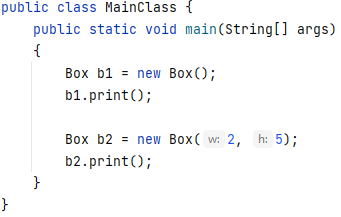 public class MainClass {
    public static void main(String[] args)
    {
        Box b1 = new Box();
        b1.print();

        Box b2 = new Box( w: 2, h: 5);
        b2.print();
    }
}